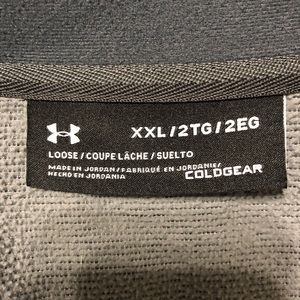 XXL/2TG/2EG
LOOSE/COUPE LÂCHE/SUELTO
MADE IN JORDAN/FABRIQUÉ EN JORDANIE/
HECHO EN JORDANIA
COLDGEAR